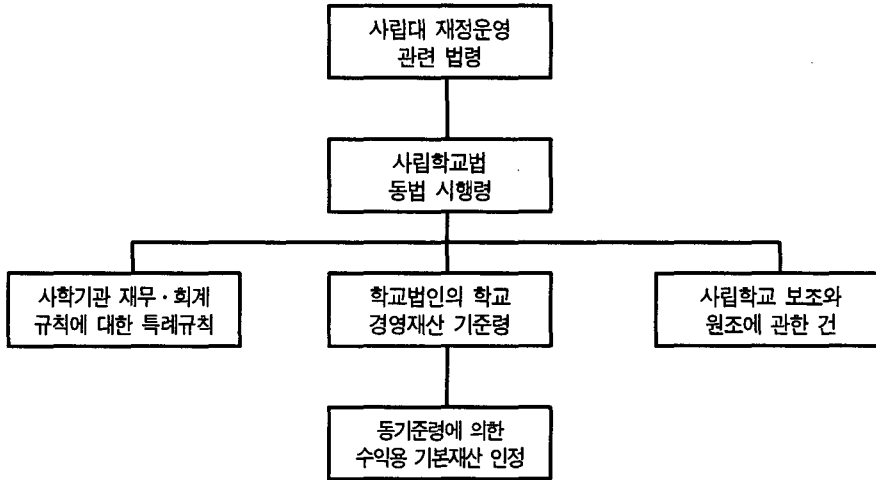 사립대 재정운영
관련 법령
사립학교법
동법 시행령
사학기관 재무·회계
규칙에 대한 특례규칙
학교법인의 학교
경영재산 기준령
사립학교 보조와
원조에 관한 건
동기준령에 의한
수익용 기본재산 인정